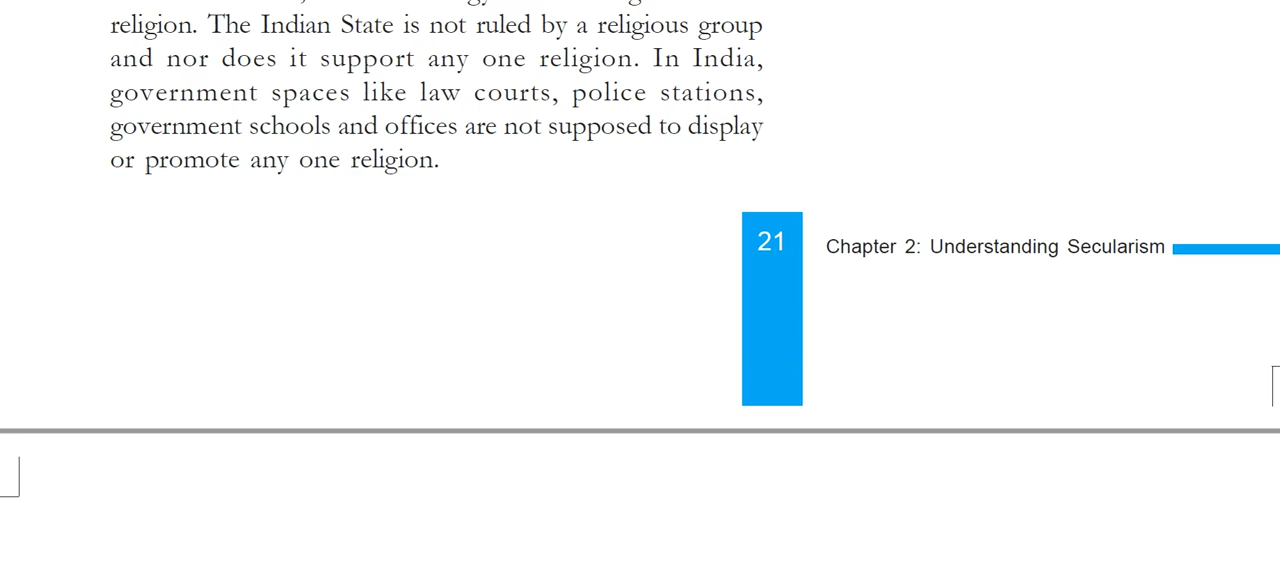 religion. The Indian State is not ruled by a religious group
and nor does it support any one religion. In India,
government spaces like law courts, police stations,
government schools and offices are not supposed to display
or promote any one religion.
21
Chapter 2: Understanding Secularism